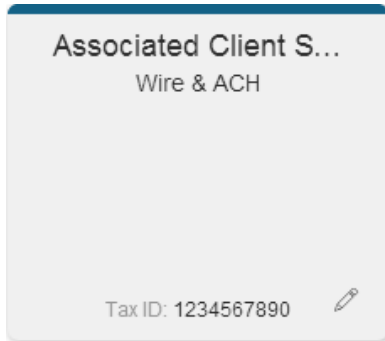 Associated Client S...
Wire & ACH
Tax ID: 1234567890